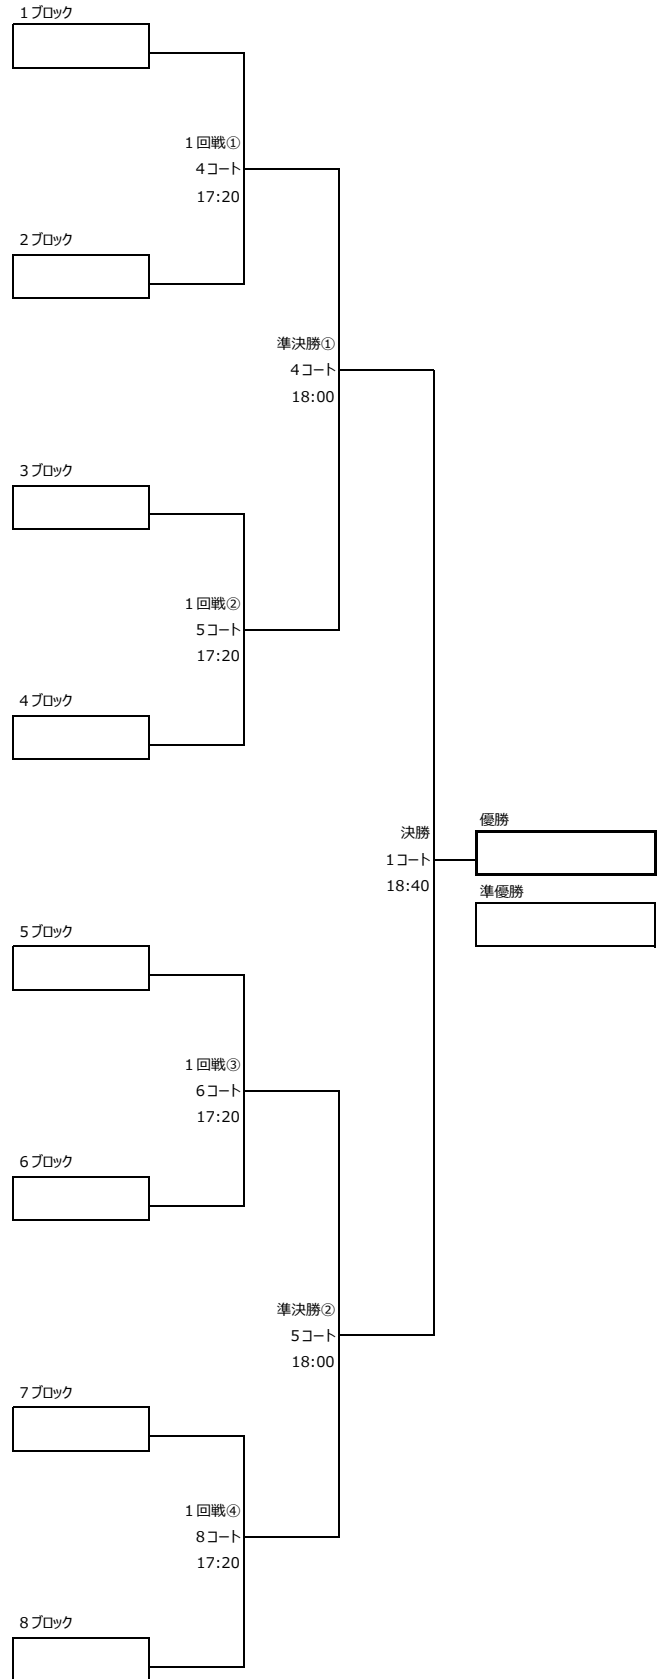 1ブロック
1回戦①
4コート
17:20
2ブロック
準決勝①
4コート
18:00
3ブロック
1回戦②
5コート
17:20
4ブロック
決勝
1コート
18:40
優勝
準優勝
5ブロック
1回戦③
6コート
17:20
6ブロック
準決勝②
5コート
18:00
7ブロック
1回戦④
8コート
17:20
8ブロック